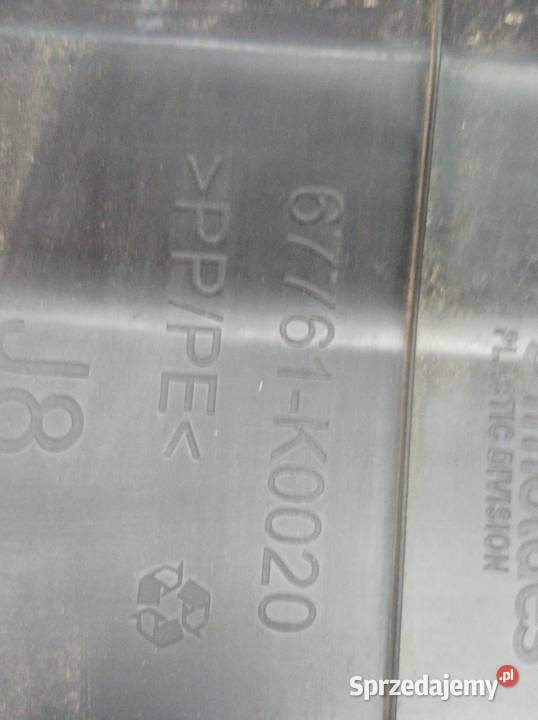 67761-K0020
>PP/PE<
J8
PLASTIC DIVISION
Sprzedajemy.pl